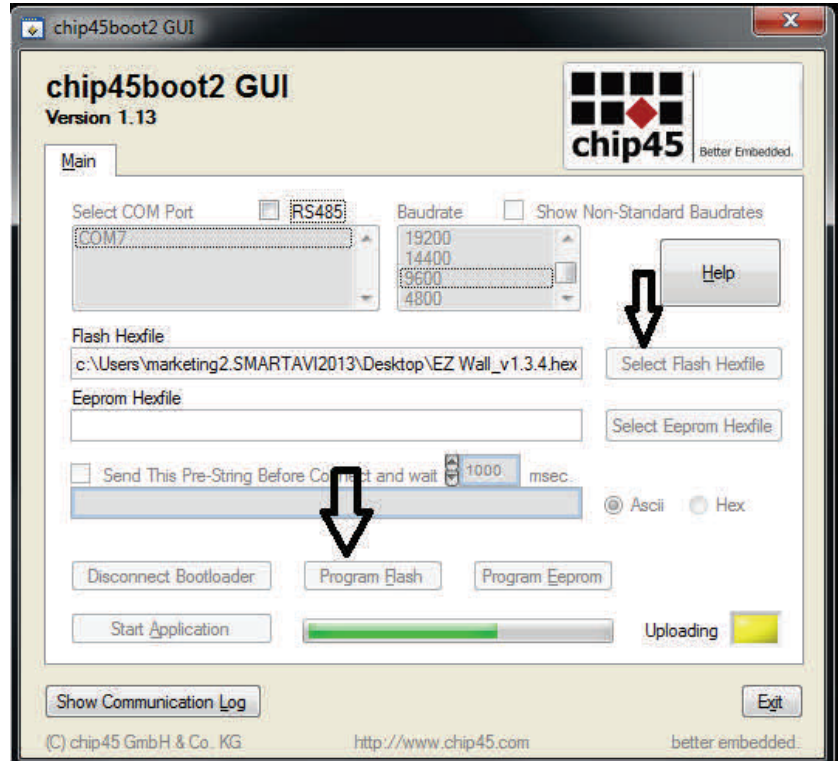 chip45boot2 GUI
chip45boot2 GUI
Version 1.13
chip45
Better Embedded.
Main
Select COM Port RS485 Baudrate Show Non-Standard Baudrates
COM7
19200
14400
9600
4800
Help
Flash Hexfile
c:\Users\marketing2.SMARTAVI2013\Desktop\EZ Wall_v1.3.4.hex Select Flash Hexfile
Eeprom Hexfile
Select Eeprom Hexfile
Send This Pre-String Before Connect and wait 1000 msec
Ascii Hex
Disconnect Bootloader Program Flash Program Eeprom
Start Application Uploading
Show Communication Log Exit
(C) chip45 GmbH & Co. KG http://www.chip45.com better embedded.